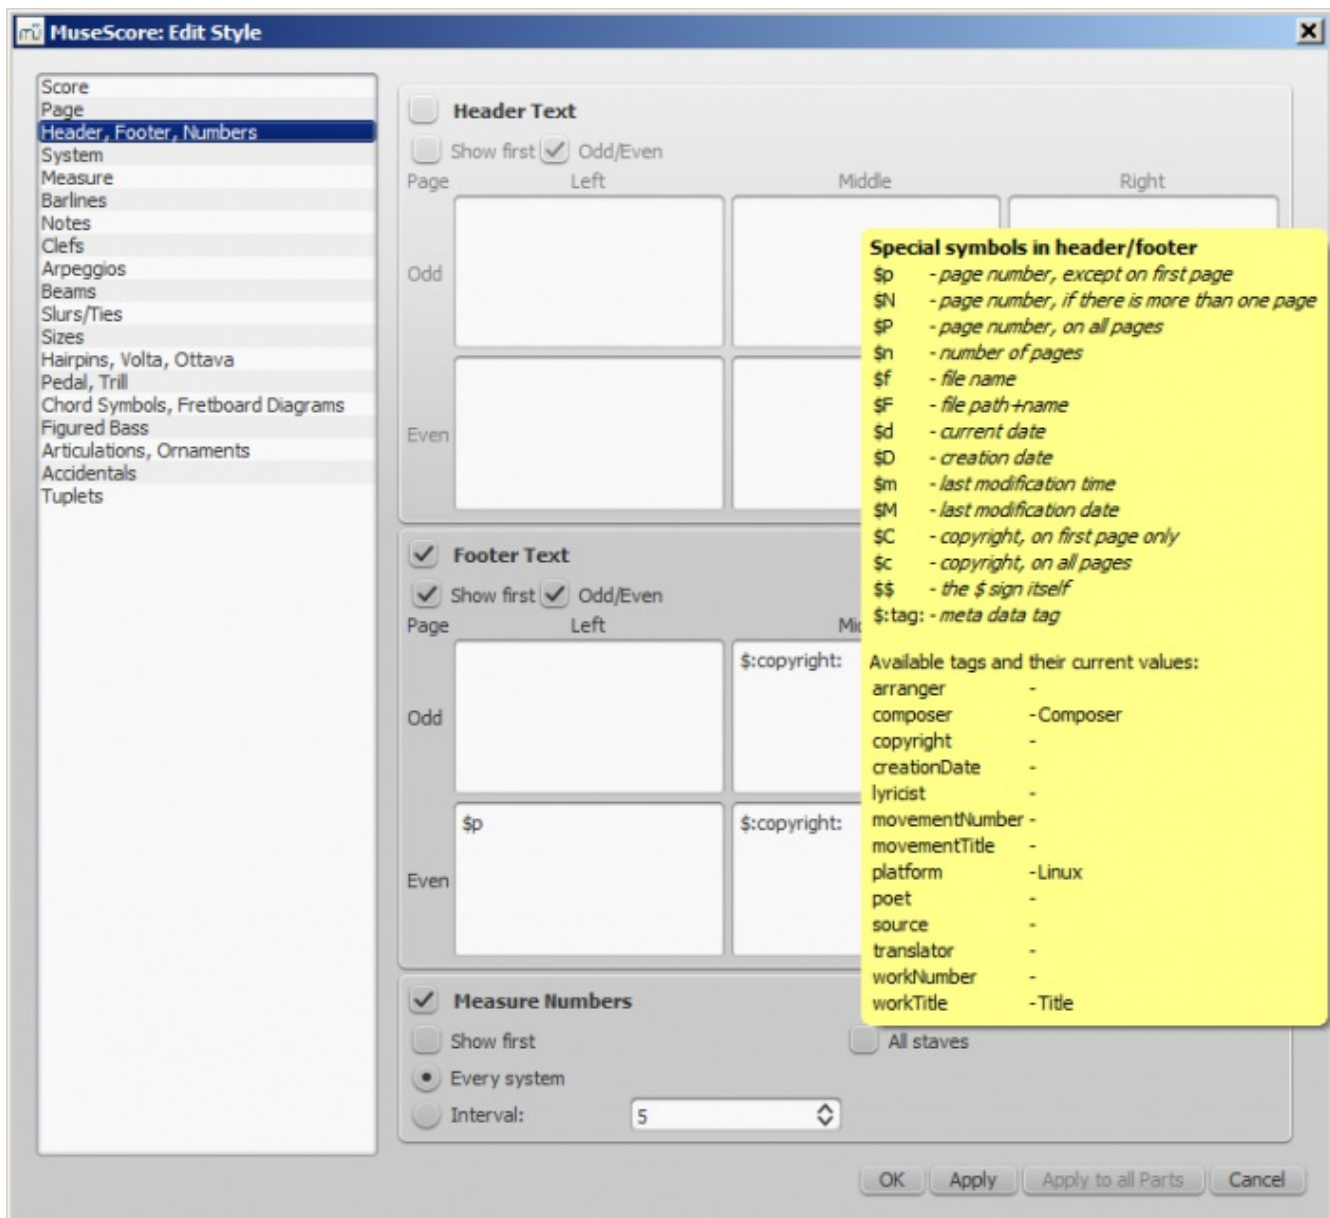 MuseScore: Edit Style
Score
Page
Header, Footer, Numbers
System
Measure
Barlines
Notes
Clefs
Arpeggios
Beams
Slurs/Ties
Sizes
Hairpins, Volta, Ottava
Pedal, Trill
Chord Symbols, Fretboard Diagrams
Figured Bass
Articulations, Ornaments
Accidentals
Tuplets
Header Text
Show first Odd/Even
Page Left Middle Right
Odd
Even
Special symbols in header/footer
$p - page number, except on first page
$N - page number, if there is more than one page
$P - page number, on all pages
$n - number of pages
$f - file name
$F - file path+name
$d - current date
$D - creation date
$m - last modification time
$M - last modification date
$C - copyright, on first page only
$c - copyright, on all pages
$$ - the $ sign itself
$:tag: - meta data tag
Available tags and their current values:
arranger -
composer -Composer
copyright -
creationDate -
lyricist -
movementNumber -
movementTitle -
platform -Linux
poet -
source -
translator -
workNumber -
workTitle -Title
Footer Text
Show first Odd/Even
Page Left
Odd $:copyright:
Even $p $:copyright:
Measure Numbers
Show first All staves
Every system
Interval: 5
OK Apply Apply to all Parts Cancel